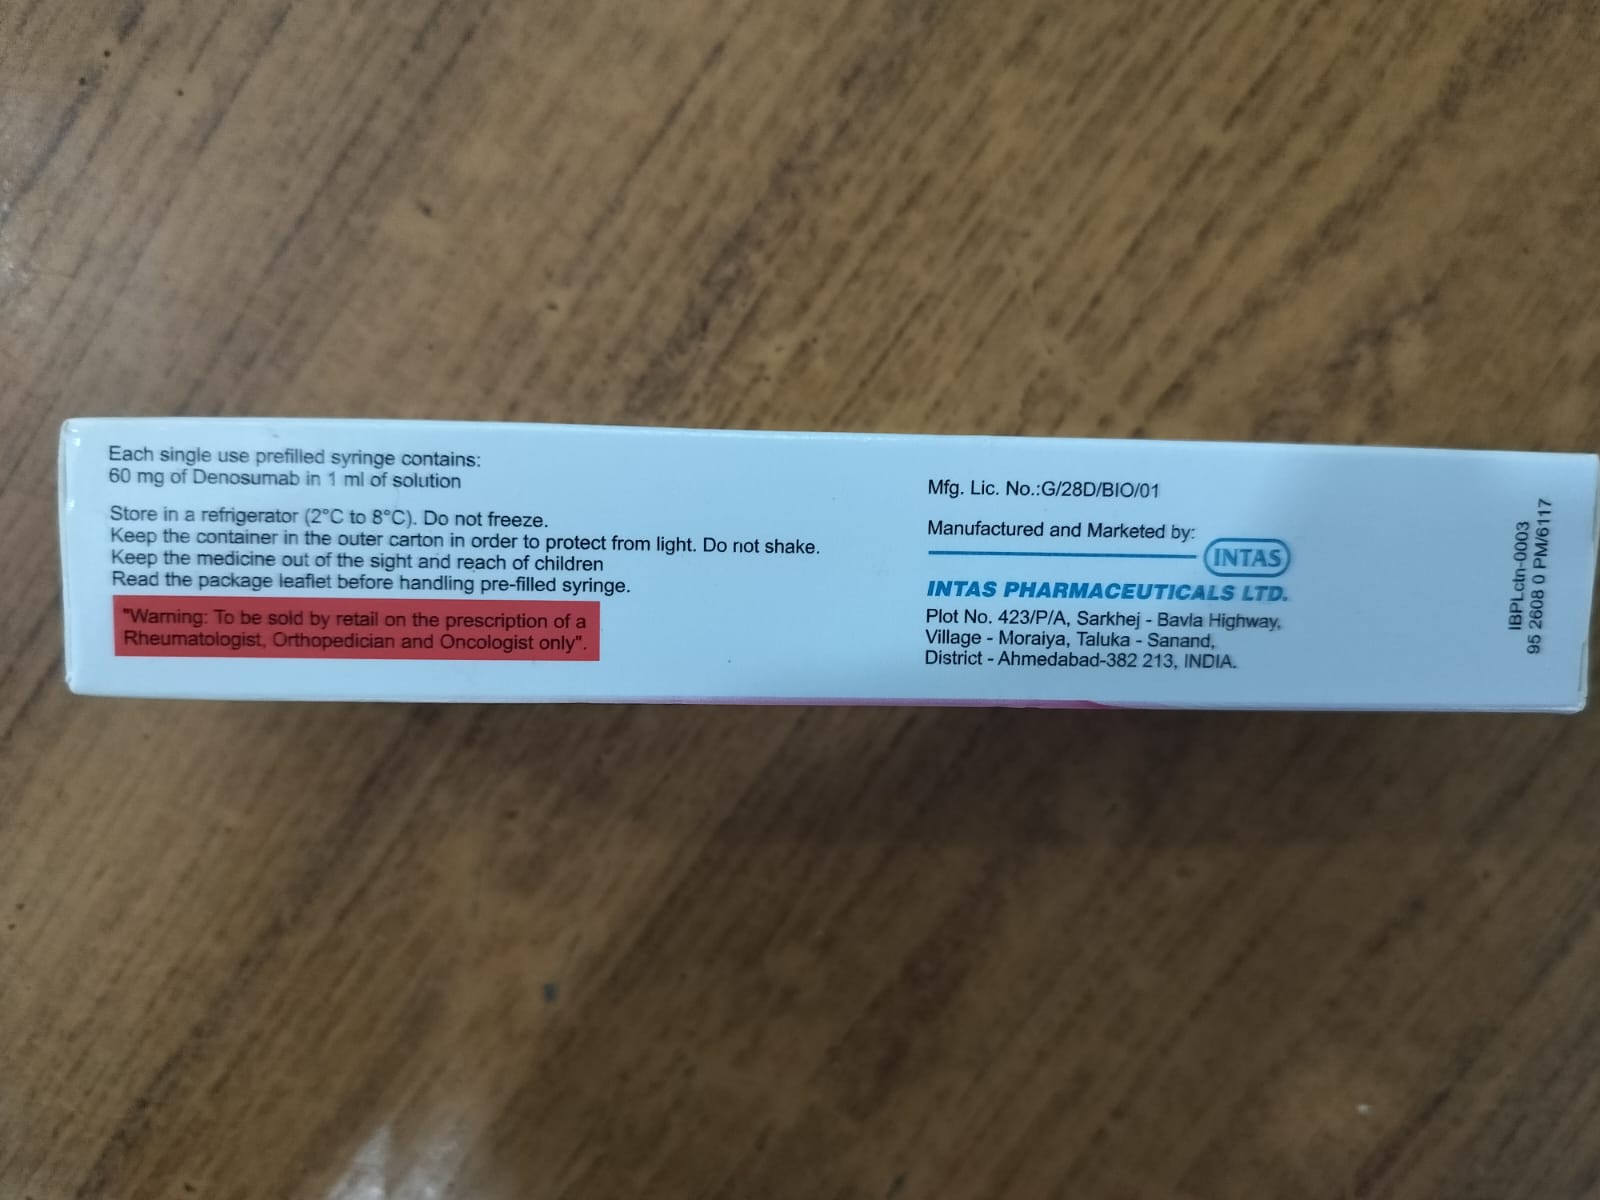 Each single use prefilled syringe contains:
60 mg of Denosumab in 1 ml of solution
Store in a refrigerator (2°C to 8°C). Do not freeze.
Keep the container in the outer carton in order to protect from light. Do not shake.
Keep the medicine out of the sight and reach of children
Read the package leaflet before handling pre-filled syringe.
"Warning: To be sold by retail on the prescription of a
Rheumatologist, Orthopedician and Oncologist only".
Mfg. Lic. No.:G/28D/BIO/01
Manufactured and Marketed by:
INTAS
INTAS PHARMACEUTICALS LTD.
Plot No. 423/P/A, Sarkhej - Bavla Highway,
Village - Moraiya, Taluka - Sanand,
District - Ahmedabad-382 213, INDIA.
IBPLctn-0003
95 2608 0 PM/6117